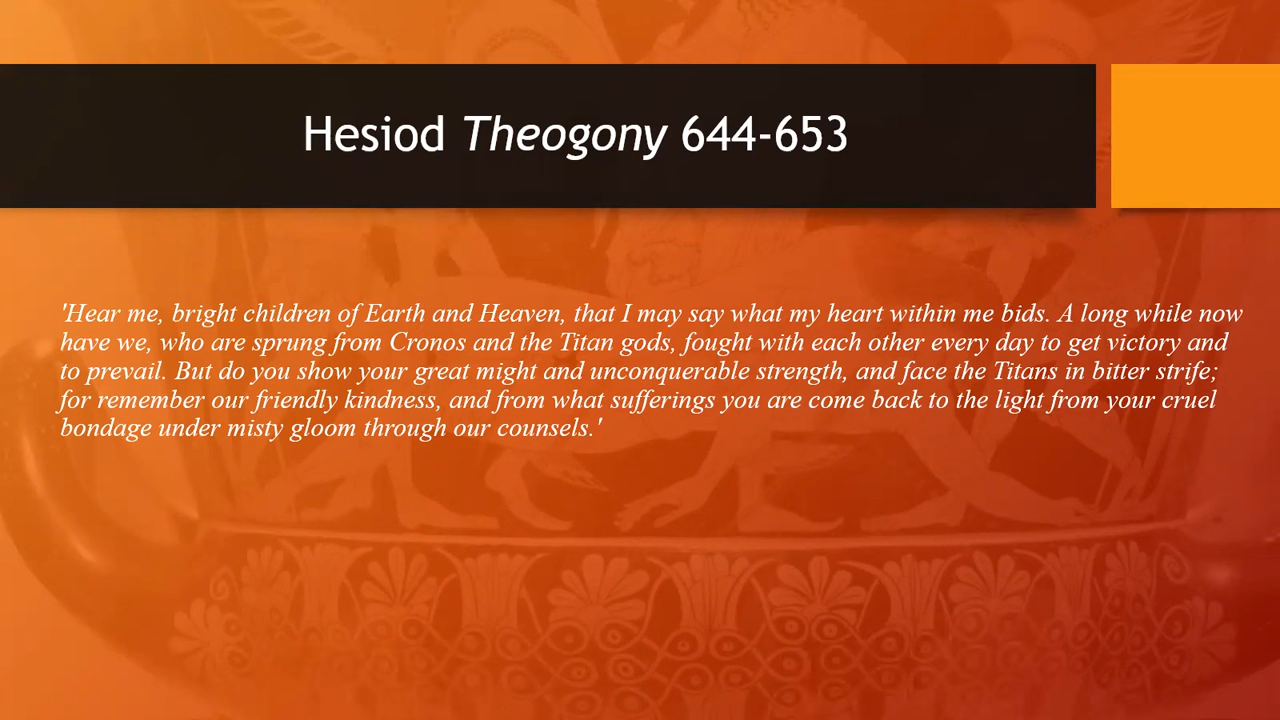 Hesiod Theogony 644-653
'Hear me, bright children of Earth and Heaven, that I may say what my heart within me bids. A long while now
have we, who are sprung from Cronos and the Titan gods, fought with each other every day to get victory and
to prevail. But do you show your great might and unconquerable strength, and face the Titans in bitter strife;
for remember our friendly kindness, and from what sufferings you are come back to the light from your cruel
bondage under misty gloom through our counsels.'